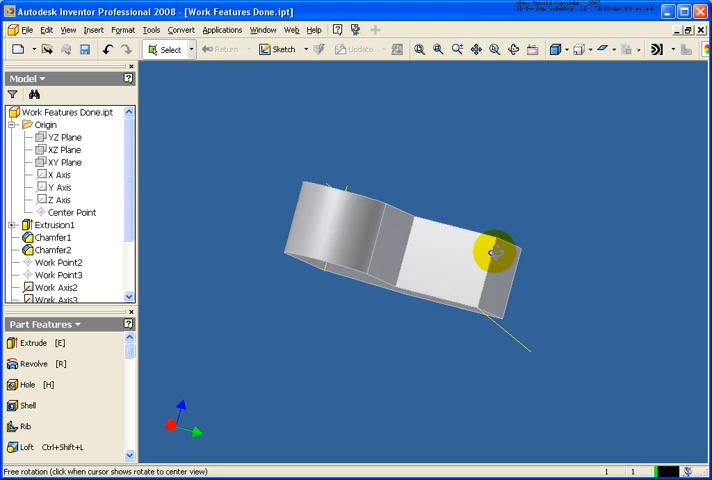 Autodesk Inventor Professional 2008 - [Work Features Done.ipt]
File Edit View Insert Format Tools Convert Applications Window Web Help
Select Return Sketch Update
Model
Work Features Done.ipt
Origin
YZ Plane
XZ Plane
XY Plane
X Axis
Y Axis
Z Axis
Center Point
Extrusion1
Chamfer1
Chamfer2
Work Point2
Work Point3
Work Axis2
Work Axis3
Part Features
Extrude [E]
Revolve [R]
Hole [H]
Shell
Rib
Loft Ctrl+Shift+L
Free rotation (click when cursor shows rotate to center view) 1 1